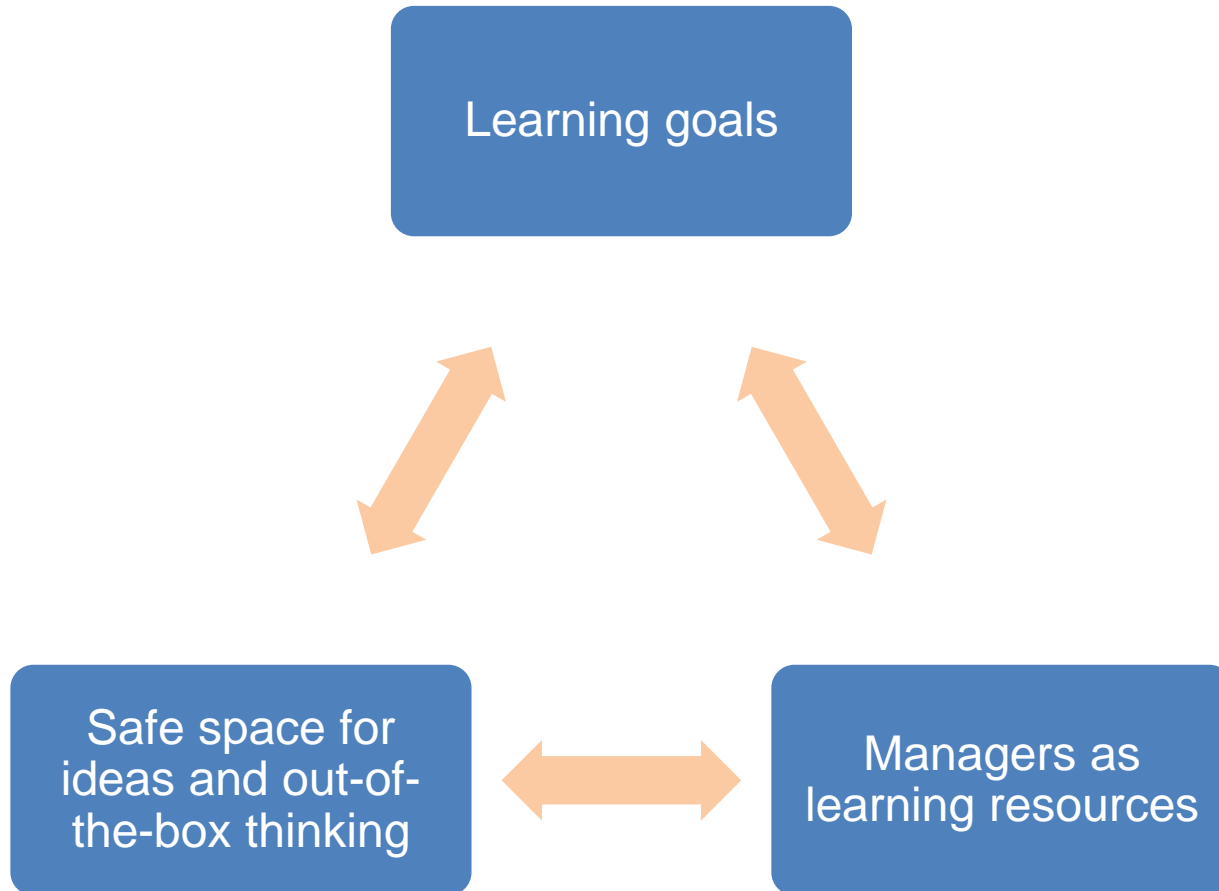 Learning goals
Safe space for
ideas and out-of-
the-box thinking
Managers as
learning resources